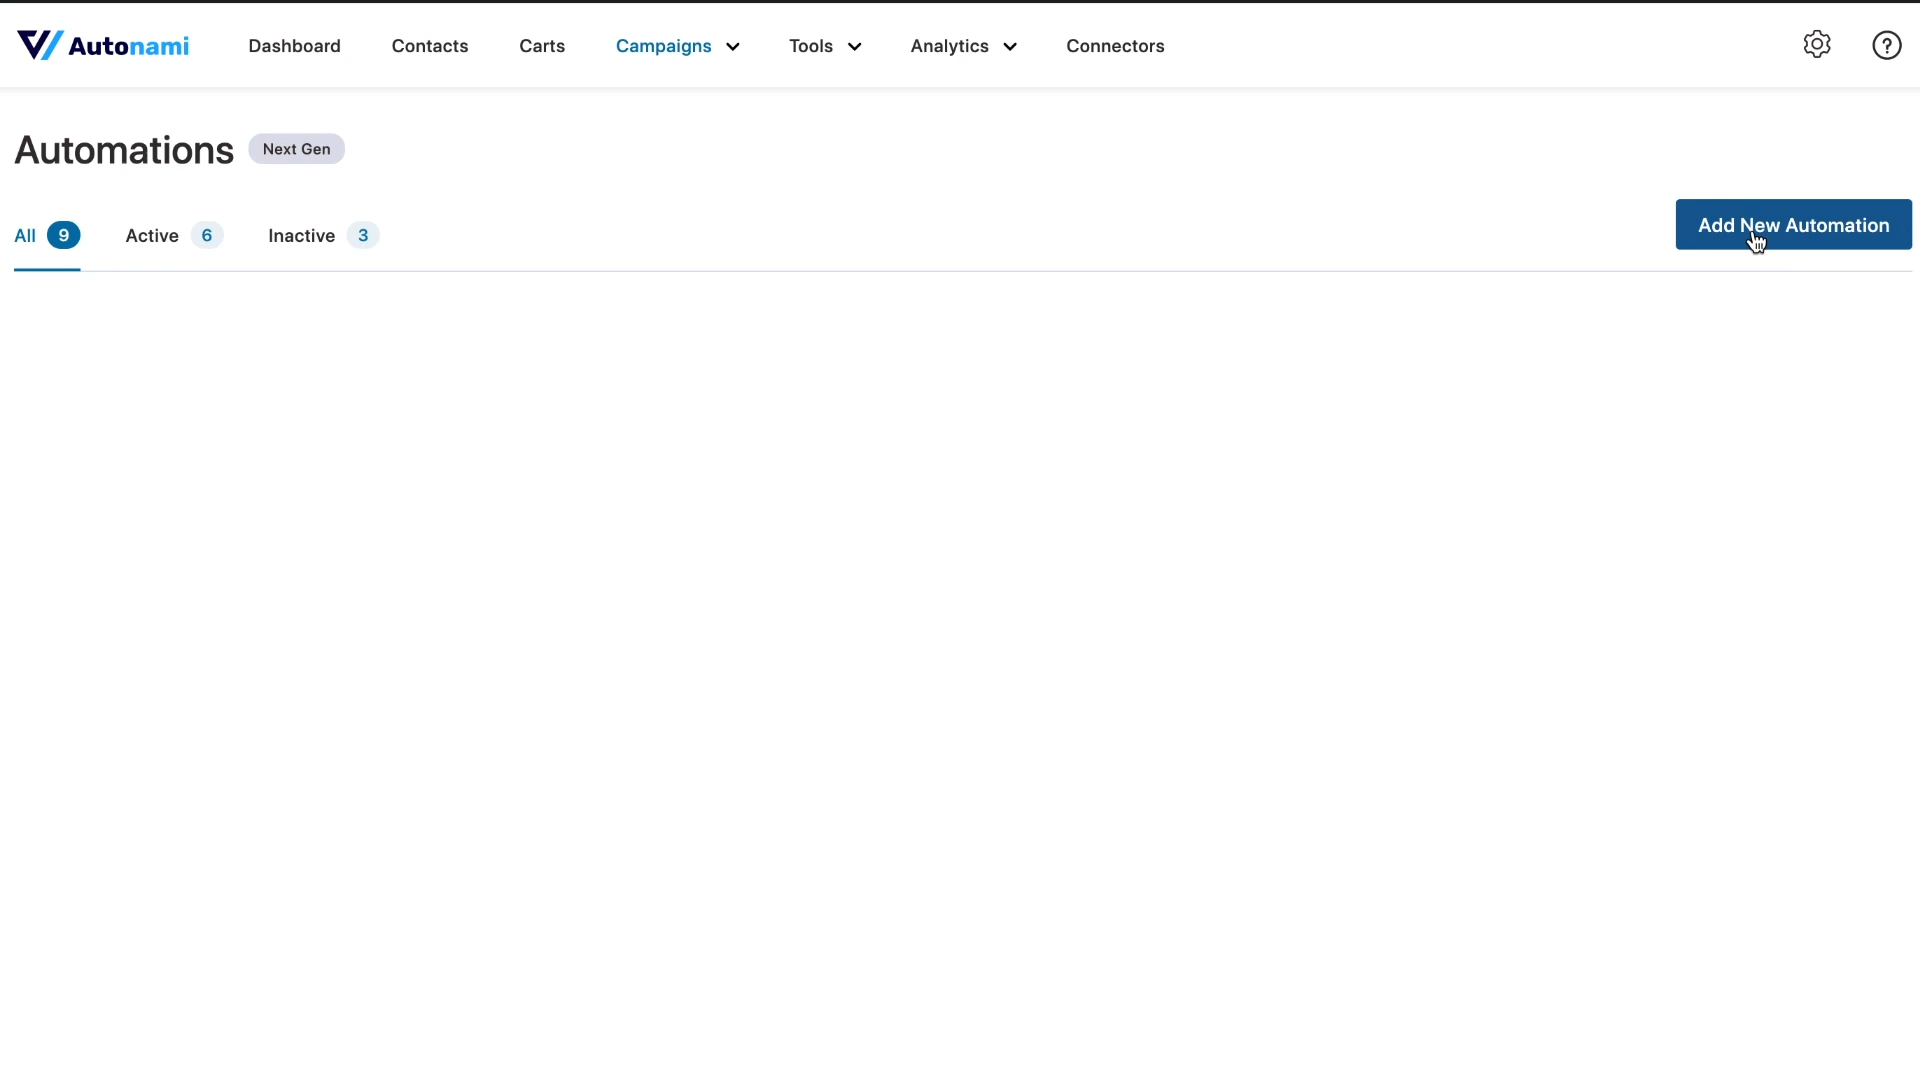 Autonami Dashboard Contacts Carts Campaigns Tools Analytics Connectors
Automations Next Gen
All 9 Active 6 Inactive 3 Add New Automation